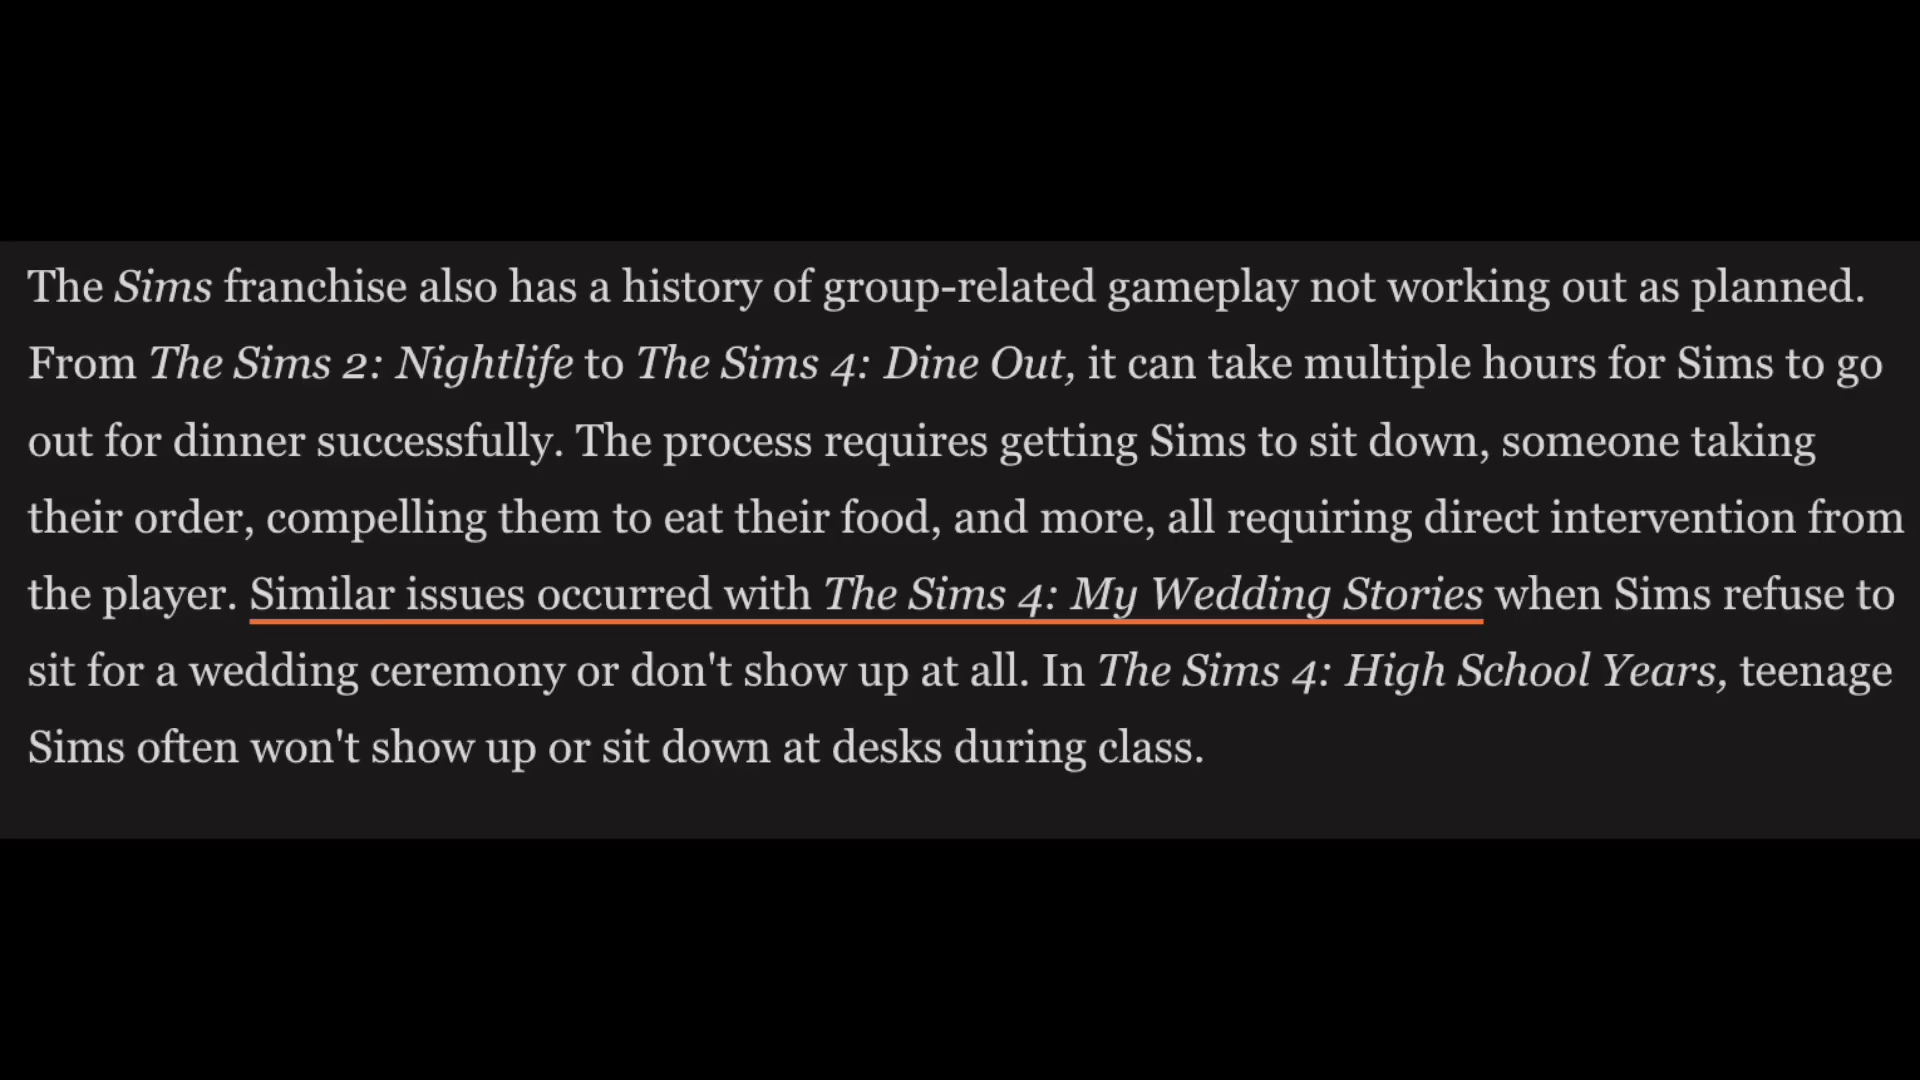 The Sims franchise also has a history of group-related gameplay not working out as planned.
From The Sims 2: Nightlife to The Sims 4: Dine Out, it can take multiple hours for Sims to go
out for dinner successfully. The process requires getting Sims to sit down, someone taking
their order, compelling them to eat their food, and more, all requiring direct intervention from
the player. Similar issues occurred with The Sims 4: My Wedding Stories when Sims refuse to
sit for a wedding ceremony or don't show up at all. In The Sims 4: High School Years, teenage
Sims often won't show up or sit down at desks during class.